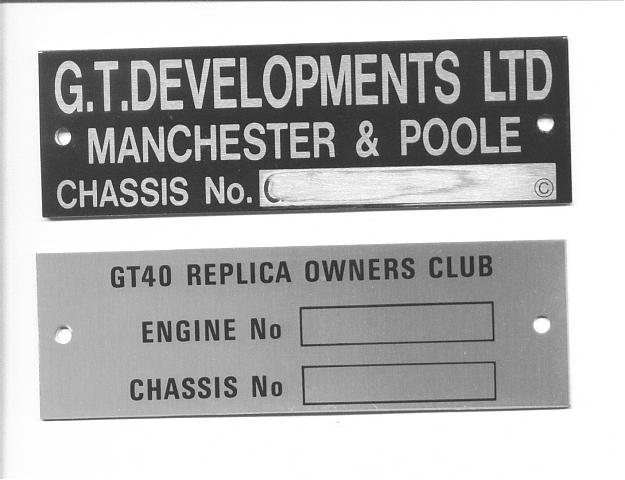 G.T.DEVELOPMENTS LTD
MANCHESTER & POOLE
CHASSIS No.
©
GT40 REPLICA OWNERS CLUB
ENGINE No
CHASSIS No